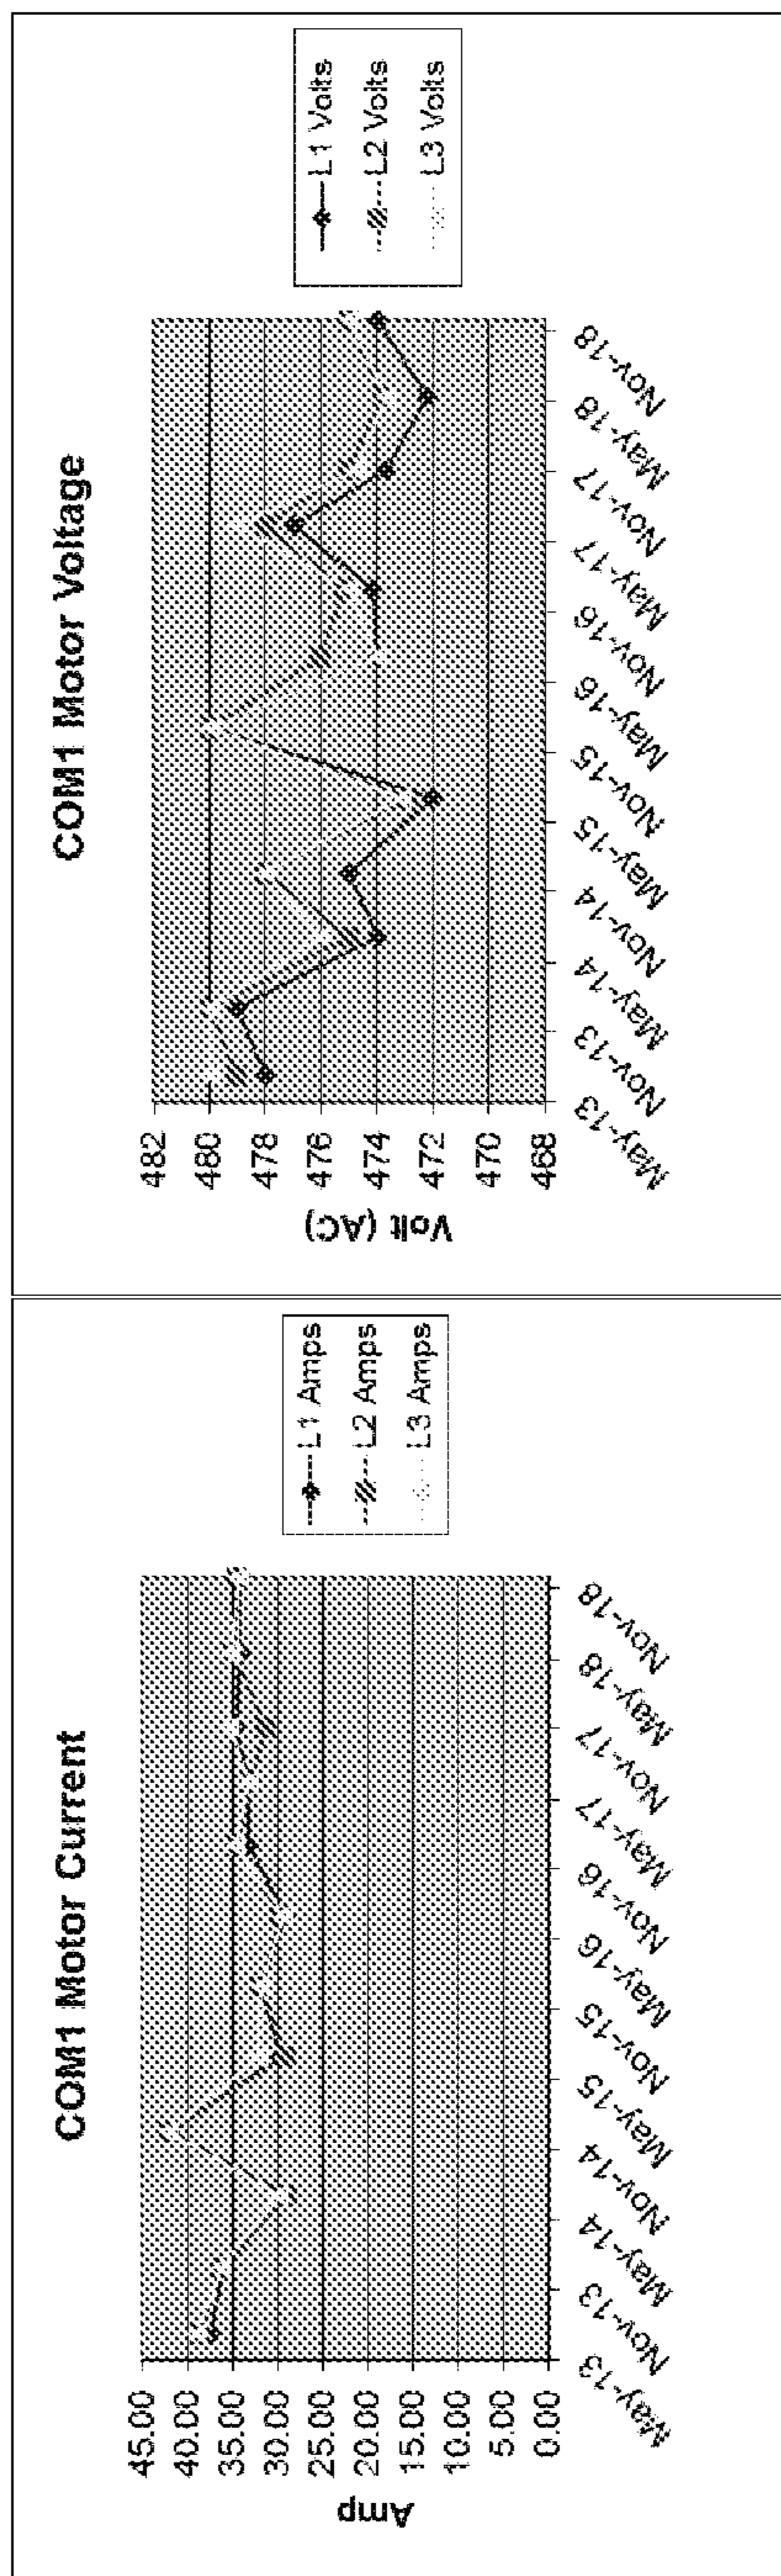 COM1 Motor Current
45.00
40.00
35.00
30.00
25.00
20.00
15.00
10.00
5.00
0.00
Amp
May-13
Nov-13
May-14
Nov-14
May-15
Nov-15
May-16
Nov-16
May-17
Nov-17
May-18
Nov-18
L1 Amps
L2 Amps
L3 Amps
COM1 Motor Voltage
482
480
478
476
474
472
470
468
Volt (AC)
May-13
Nov-13
May-14
Nov-14
May-15
Nov-15
May-16
Nov-16
May-17
Nov-17
May-18
Nov-18
L1 Volts
L2 Volts
L3 Volts